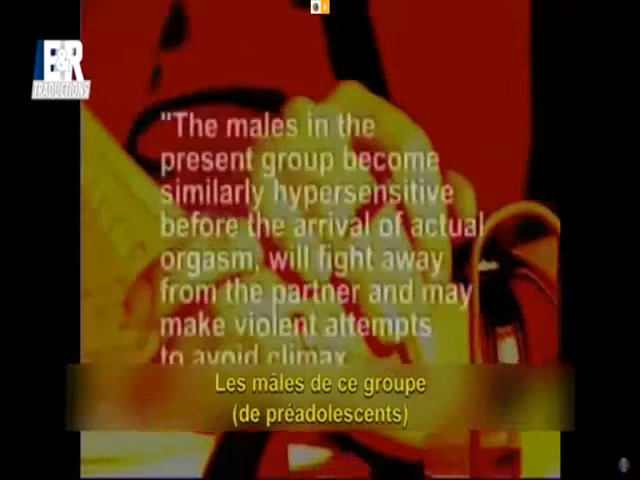 E&R
TRADUCTIONS
"The males in the
present group become
similarly hypersensitive
before the arrival of actual
orgasm, will fight away
from the partner and may
make violent attempts
to avoid climax
Les mâles de ce groupe
(de préadolescents)